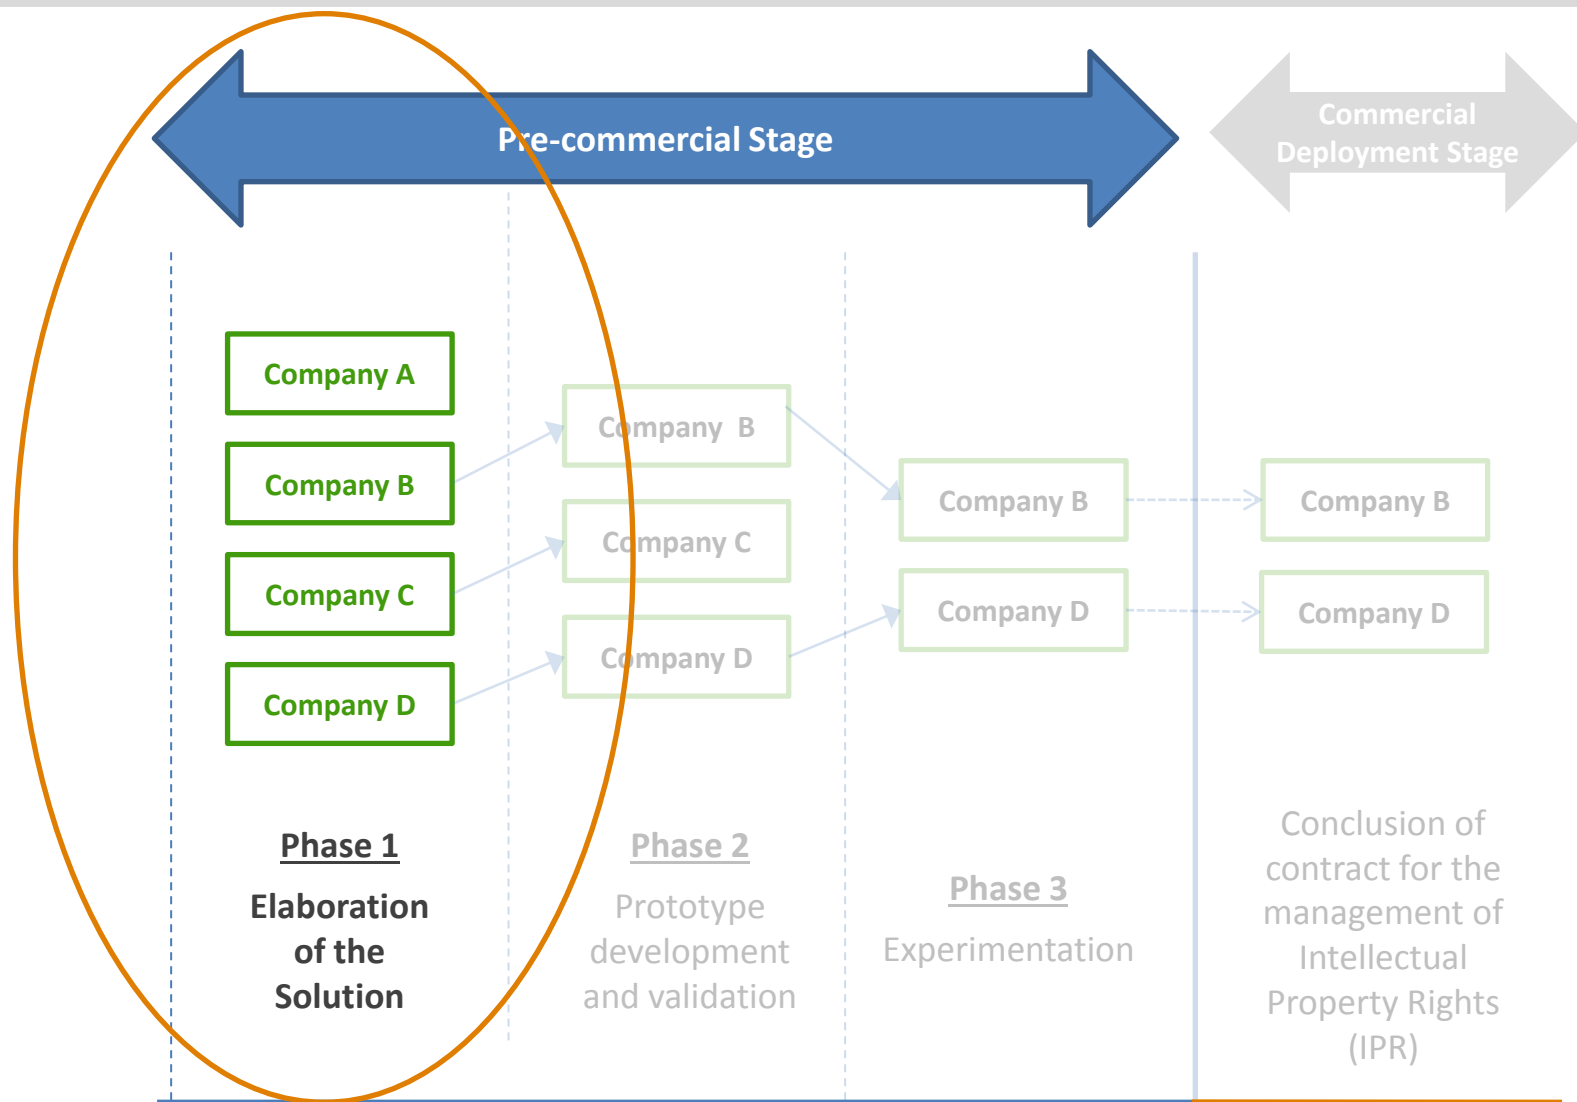 Pre-commercial Stage
Commercial
Deployment Stage
Company A
Company B
Company C
Company D
Phase 1
Elaboration
of the
Solution
Company B
Company C
Company D
Phase 2
Prototype
development
and validation
Company B
Company D
Phase 3
Experimentation
Company B
Company D
Conclusion of
contract for the
management of
Intellectual
Property Rights
(IPR)